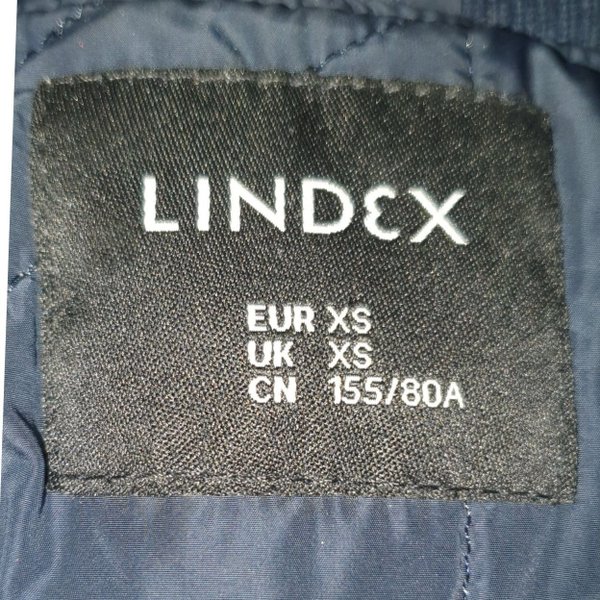 LINDEX
EUR XS
UK XS
CN 155/80A